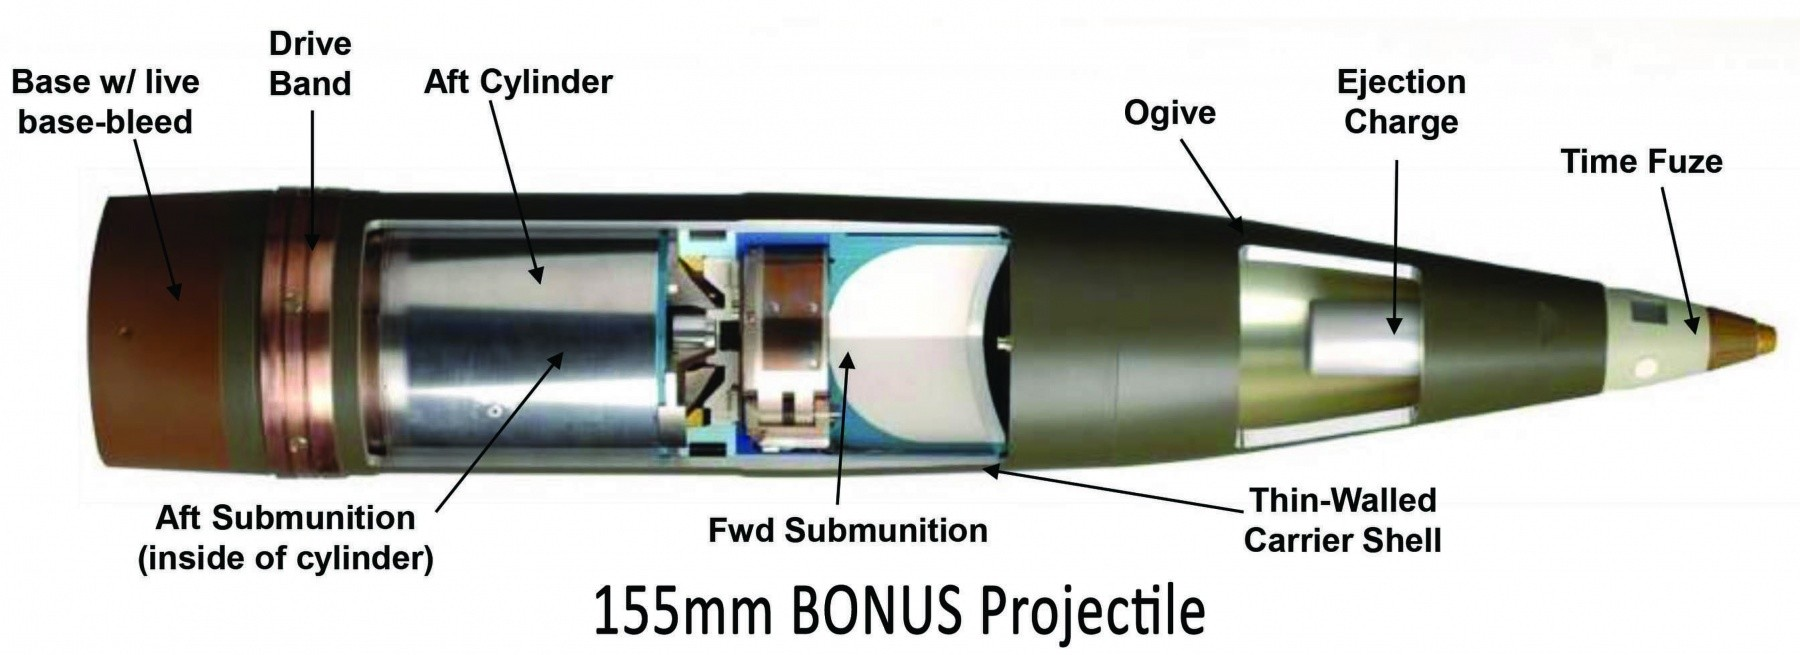 Drive
Band
Base w/ live
base-bleed
Aft Cylinder
Ogive
Ejection
Charge
Time Fuze
Aft Submunition
(inside of cylinder)
Fwd Submunition
Thin-Walled
Carrier Shell
155mm BONUS Projectile